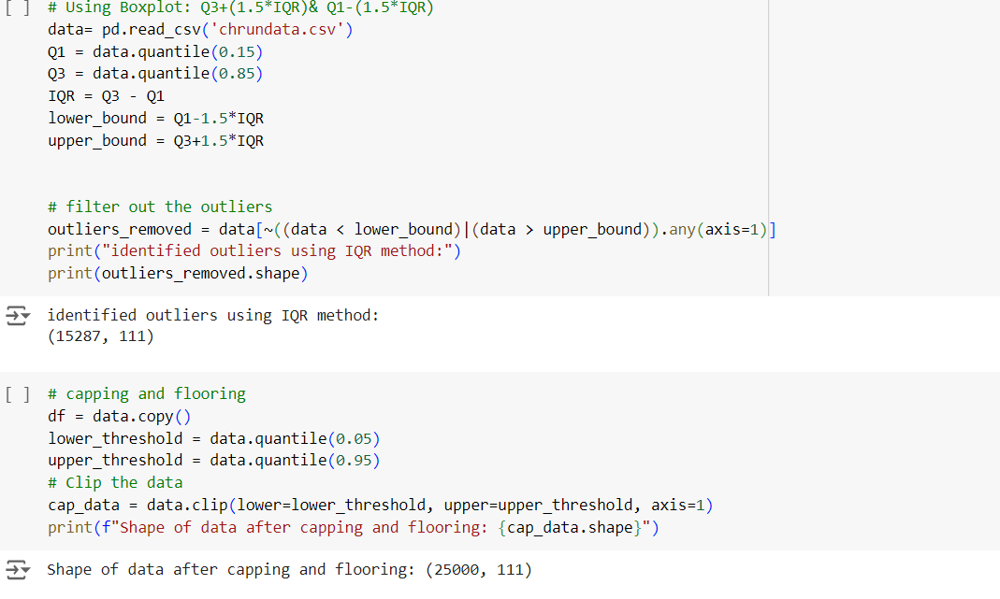 [ ] # Using Boxplot: Q3+(1.5*IQR)& Q1-(1.5*IQR)
data= pd.read_csv('chrundata.csv')
Q1 = data.quantile(0.15)
Q3 = data.quantile(0.85)
IQR = Q3 - Q1
lower_bound = Q1-1.5*IQR
upper_bound = Q3+1.5*IQR
# filter out the outliers
outliers_removed = data[~((data < lower_bound)|(data > upper_bound)).any(axis=1)]
print("identified outliers using IQR method:")
print(outliers_removed.shape)
identified outliers using IQR method:
(15287, 111)
[ ] # capping and flooring
df = data.copy()
lower_threshold = data.quantile(0.05)
upper_threshold = data.quantile(0.95)
# Clip the data
cap_data = data.clip(lower=lower_threshold, upper=upper_threshold, axis=1)
print(f"Shape of data after capping and flooring: {cap_data.shape}")
Shape of data after capping and flooring: (25000, 111)